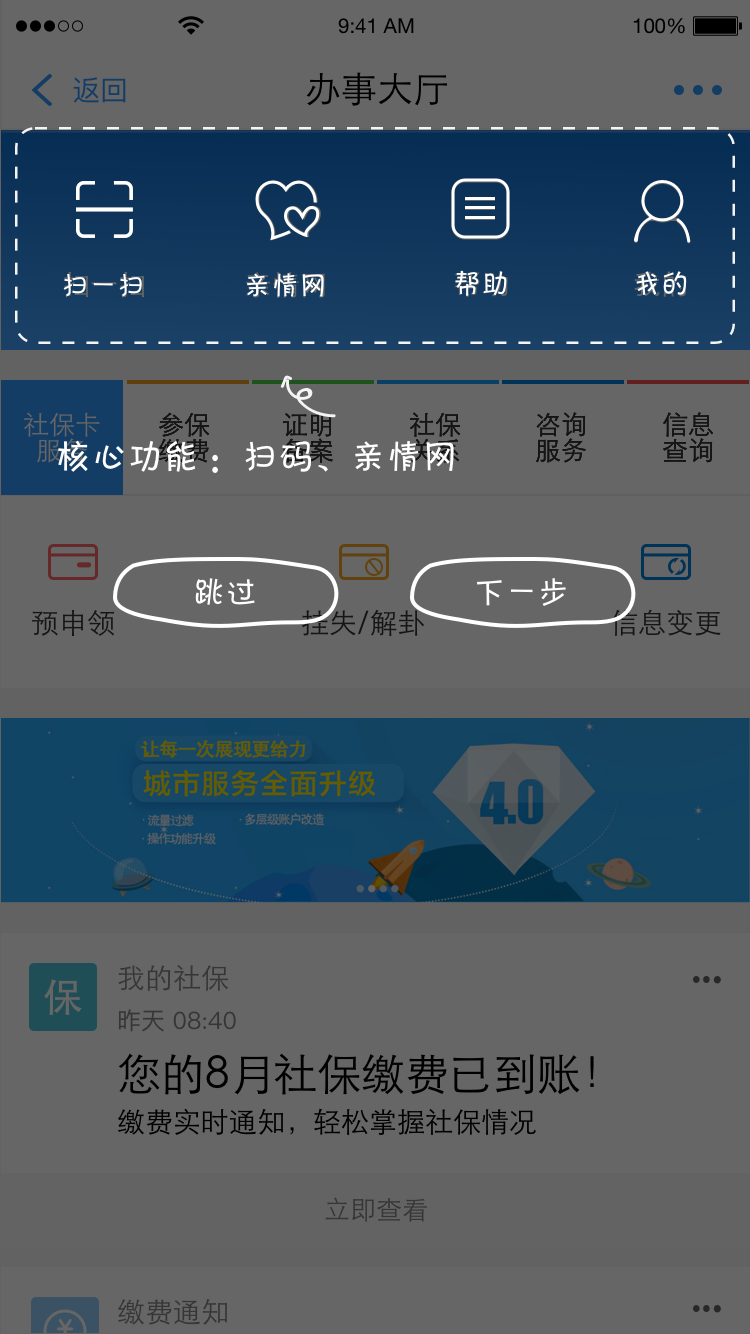 9:41 AM 100%
返回 办事大厅
扫一扫 亲情网 帮助 我的
社保卡 参保 证明 社保 咨询 信息
服务 缴费 备案 关系 服务 查询
核心功能：扫码、亲情网
跳过 下一步
预申领 挂失/解卦 信息变更
让每一次展现更给力
城市服务全面升级
4.0
·流量过滤 ·多层级账户改造
·操作功能升级
保 我的社保
昨天 08:40
您的8月社保缴费已到账！
缴费实时通知，轻松掌握社保情况
立即查看
¥ 缴费通知